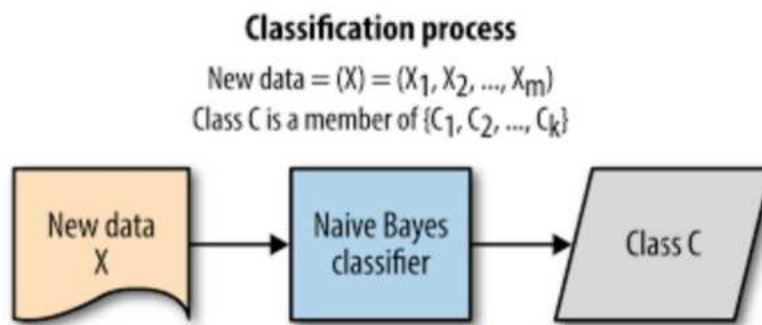 Classification process
New data = (X) = (X₁, X₂, ..., Xₘ)
Class C is a member of {C₁, C₂, ..., Cₖ}
New data
X
Naive Bayes
classifier
Class C